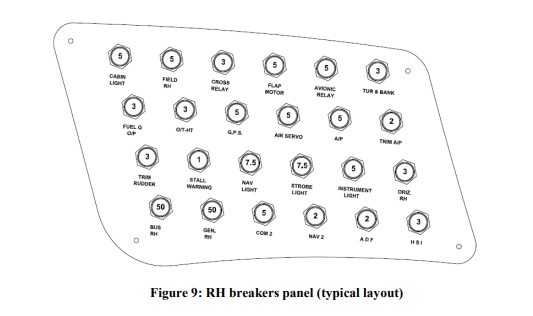 5 5 3 5 5 3
CABIN LIGHT
FIELD RH
CROSS RELAY
FLAP MOTOR
AVIONIC RELAY
TUR & BANK
3 3 5 5 5 2
FUEL Q O/P
O/T-HT
G.P.S.
AIR SERVO
A/P
TRIM A/P
3 1 7.5 7.5 5 3
TRIM RUDDER
STALL WARNING
NAV LIGHT
STROBE LIGHT
INSTRUMENT LIGHT
ORIZ. RH
50 50 5 2 2 3
BUS RH
GEN. RH
COM 2
NAV 2
A D F
H S I
Figure 9: RH breakers panel (typical layout)